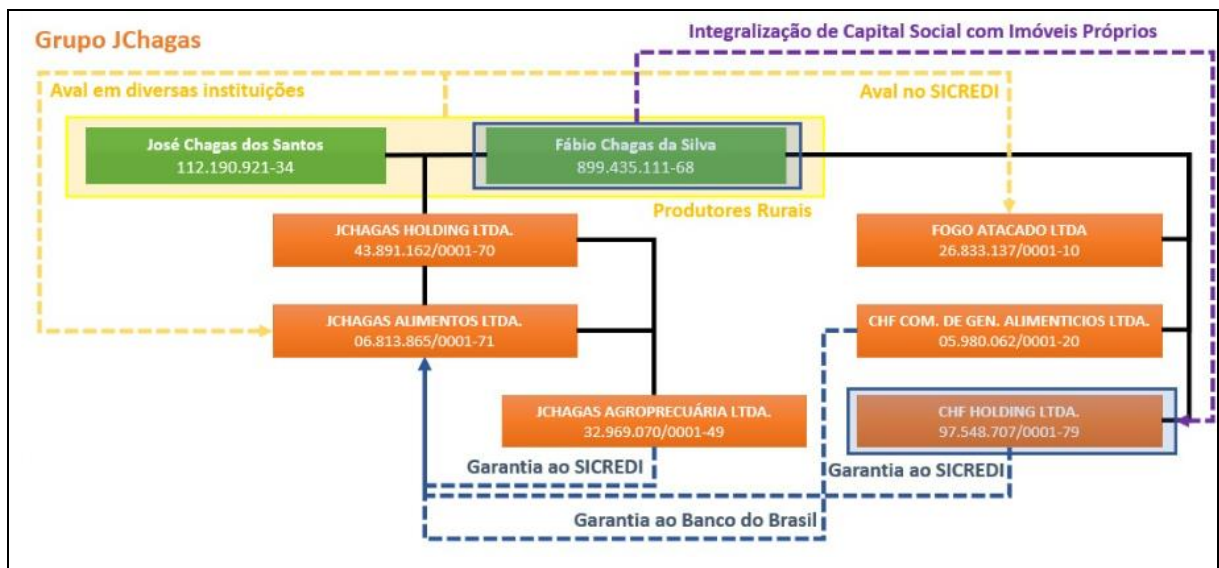 Grupo JChagas
Integralização de Capital Social com Imóveis Próprios
Aval em diversas instituições
Aval no SICREDI
José Chagas dos Santos
112.190.921-34
Fábio Chagas da Silva
899.435.111-68
Produtores Rurais
JCHAGAS HOLDING LTDA.
43.891.162/0001-70
FOGO ATACADO LTDA
26.833.137/0001-10
JCHAGAS ALIMENTOS LTDA.
06.813.865/0001-71
CHF COM. DE GEN. ALIMENTICIOS LTDA.
05.980.062/0001-20
JCHAGAS AGROPRECUÁRIA LTDA.
32.969.070/0001-49
CHF HOLDING LTDA.
97.548.707/0001-79
Garantia ao SICREDI
Garantia ao SICREDI
Garantia ao Banco do Brasil